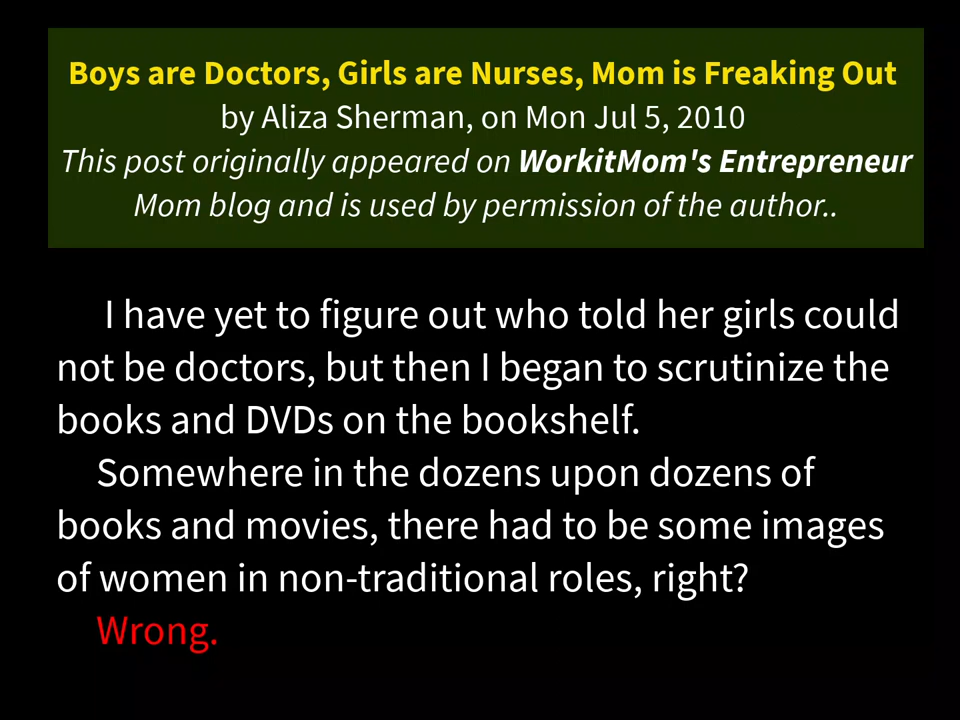 Boys are Doctors, Girls are Nurses, Mom is Freaking Out
by Aliza Sherman, on Mon Jul 5, 2010
This post originally appeared on WorkitMom's Entrepreneur
Mom blog and is used by permission of the author..
I have yet to figure out who told her girls could
not be doctors, but then I began to scrutinize the
books and DVDs on the bookshelf.
Somewhere in the dozens upon dozens of
books and movies, there had to be some images
of women in non-traditional roles, right?
Wrong.